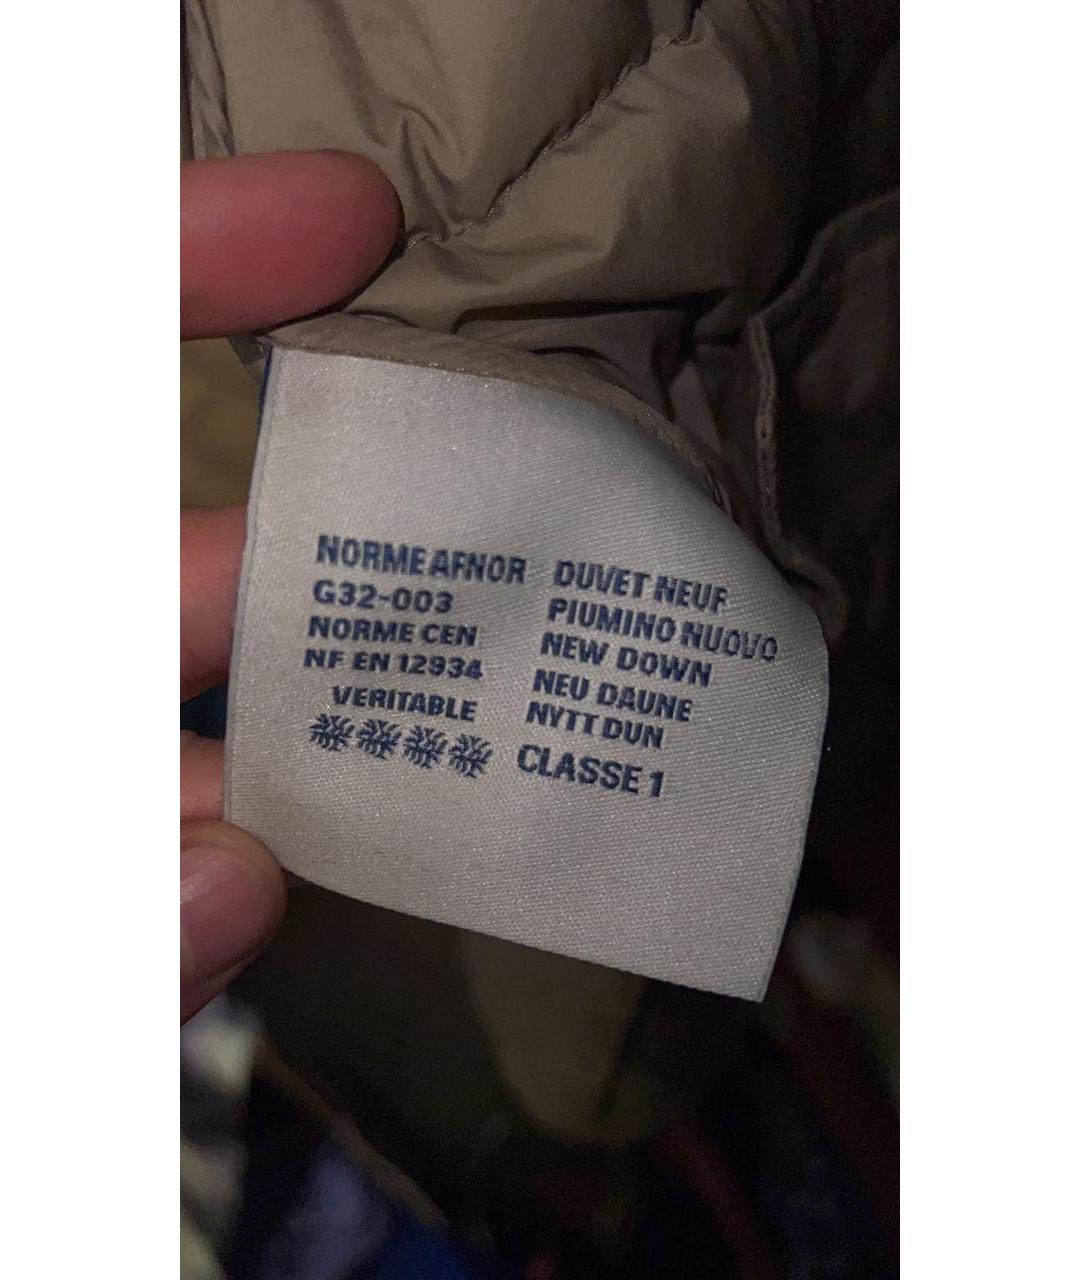 NORME AFNOR
G32-003
NORME CEN
NF EN 12934
VERITABLE
DUVET NEUF
PIUMINO NUOVO
NEW DOWN
NEU DAUNE
NYTT DUN
CLASSE 1